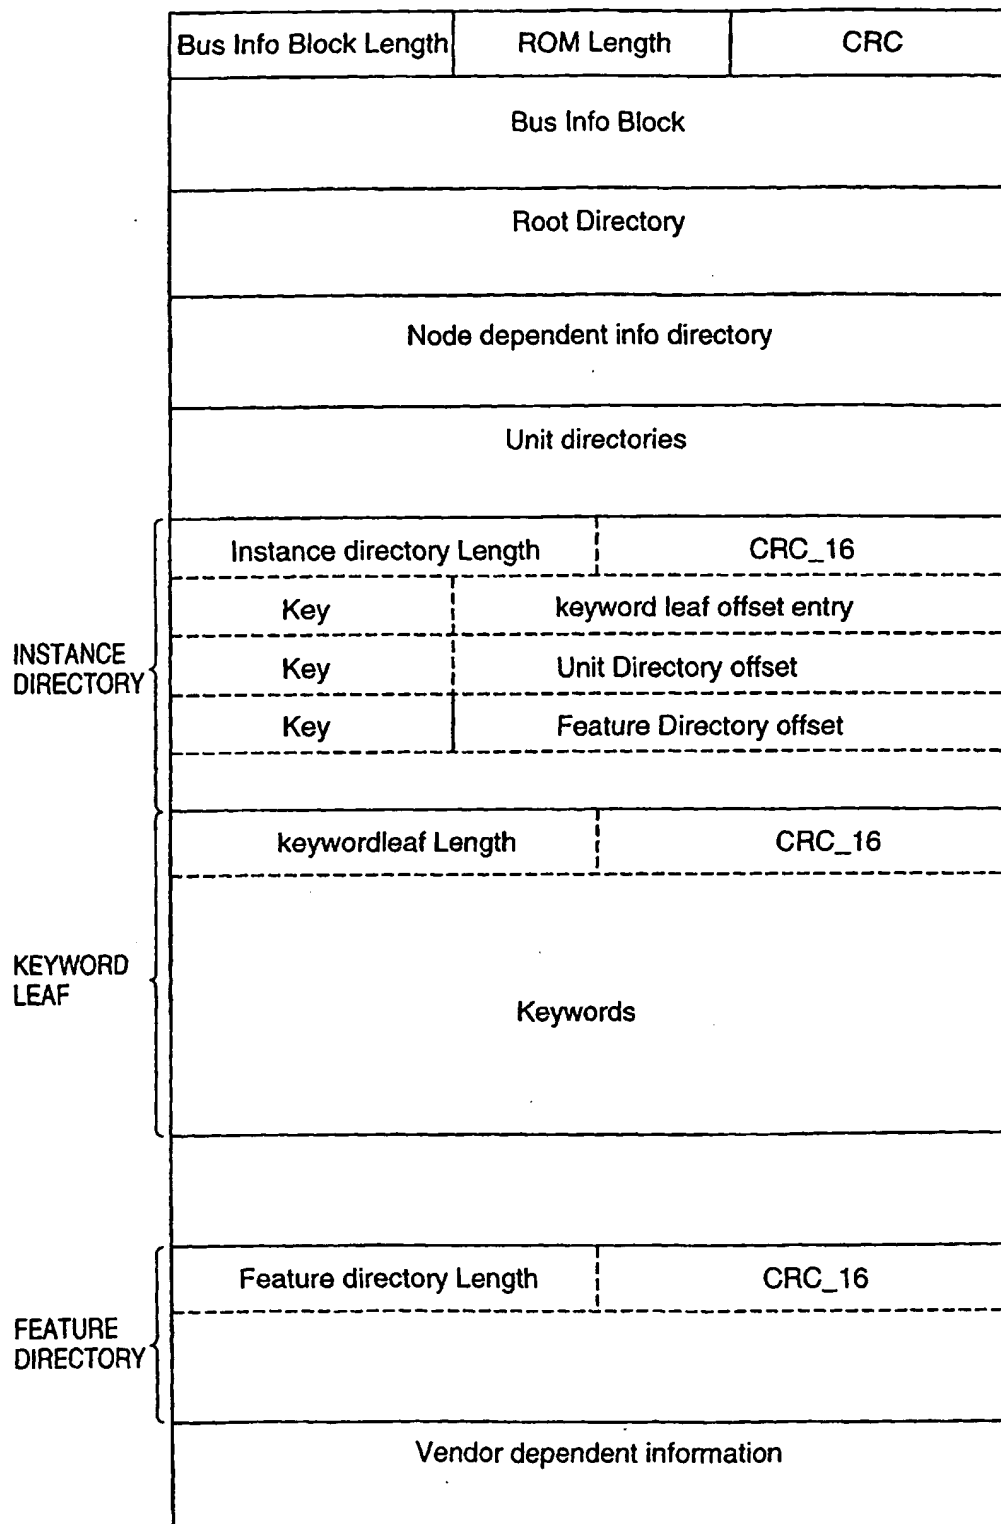 Bus Info Block Length ROM Length CRC
Bus Info Block
Root Directory
Node dependent info directory
Unit directories
Instance directory Length CRC_16
Key keyword leaf offset entry
INSTANCE
DIRECTORY
Key Unit Directory offset
Key Feature Directory offset
keywordleaf Length CRC_16
KEYWORD
LEAF
Keywords
Feature directory Length CRC_16
FEATURE
DIRECTORY
Vendor dependent information